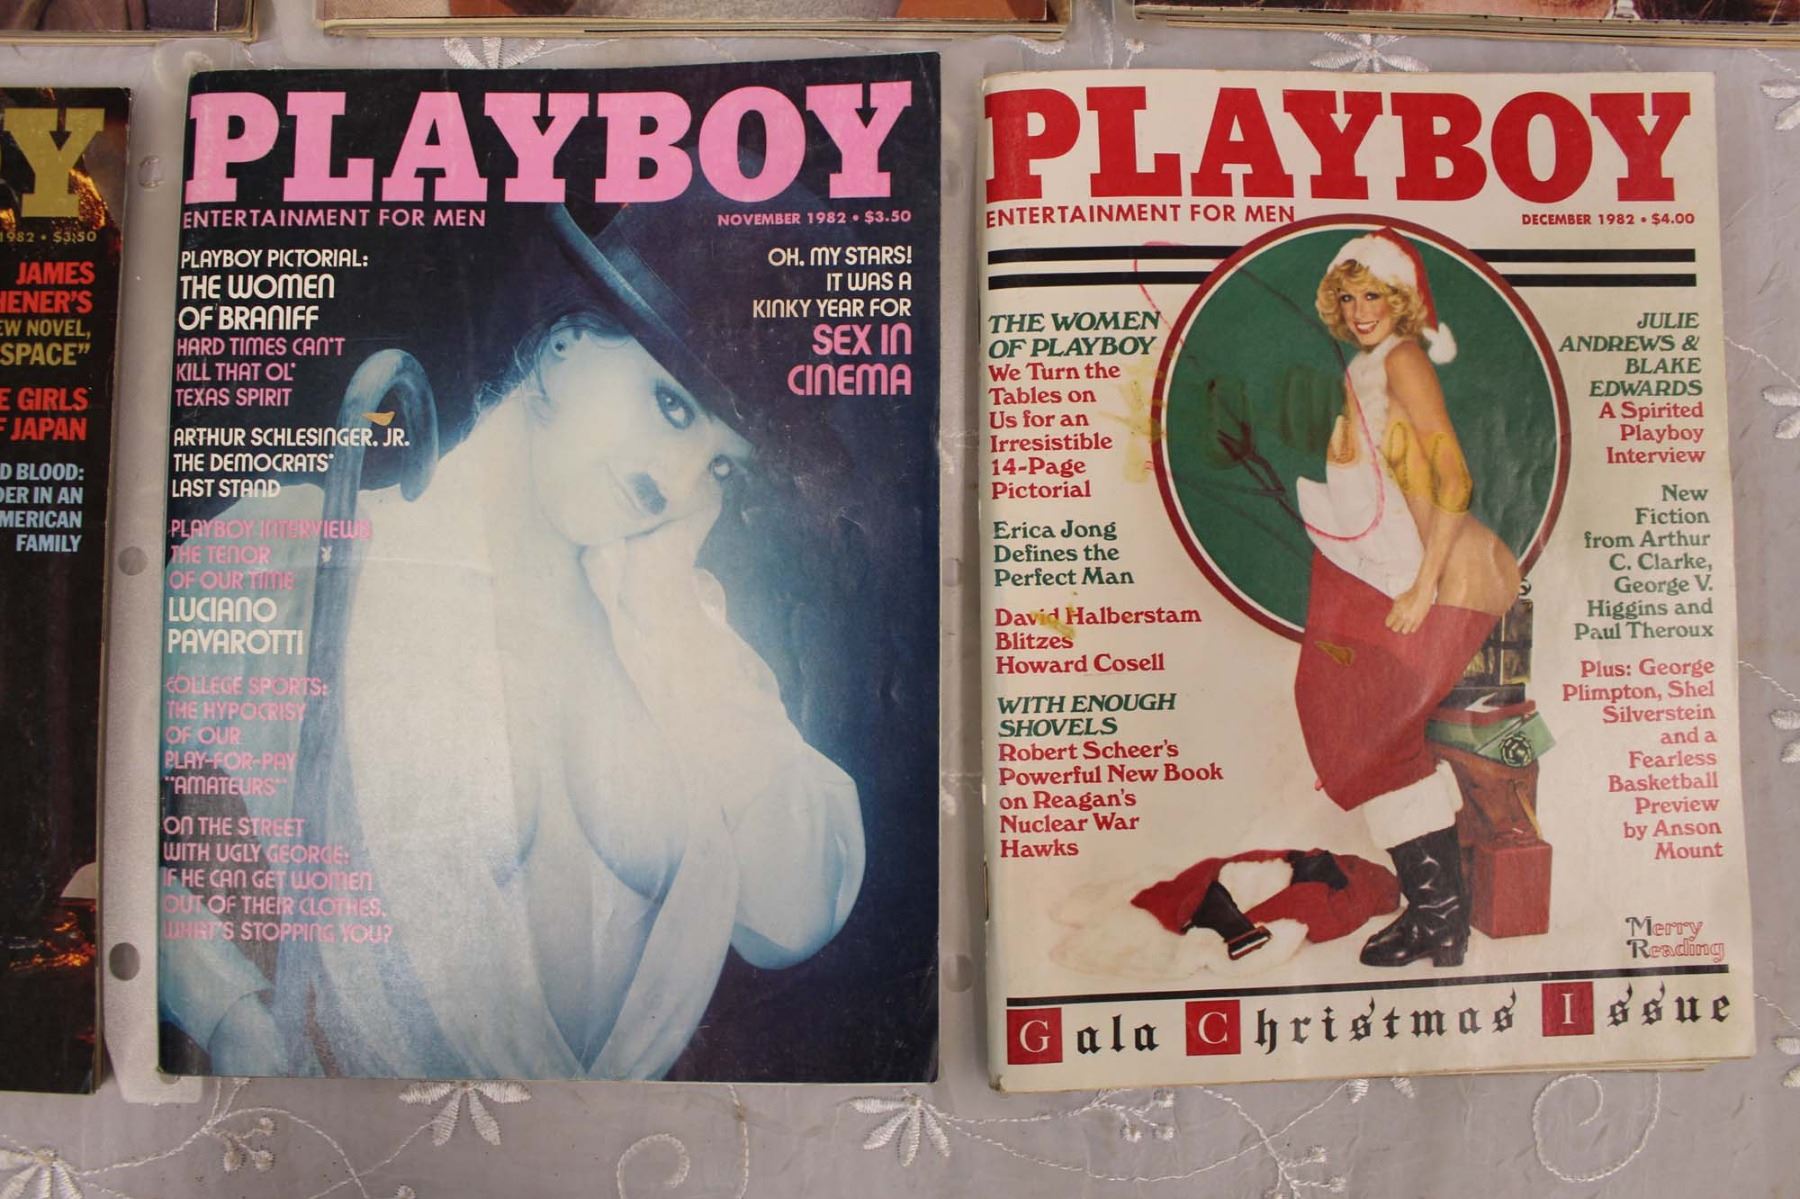 Y
1982 • $3.50
JAMES
HENER'S
EW NOVEL,
SPACE"
E GIRLS
F JAPAN
D BLOOD:
DER IN AN
MERICAN
FAMILY
PLAYBOY
ENTERTAINMENT FOR MEN
NOVEMBER 1982 • $3.50
PLAYBOY PICTORIAL:
THE WOMEN
OF BRANIFF
HARD TIMES CAN'T
KILL THAT OL'
TEXAS SPIRIT
ARTHUR SCHLESINGER, JR.
THE DEMOCRATS'
LAST STAND
PLAYBOY INTERVIEWS
THE TENOR
OF OUR TIME
LUCIANO
PAVAROTTI
COLLEGE SPORTS:
THE HYPOCRISY
OF OUR
PLAY-FOR-PAY
"AMATEURS"
ON THE STREET
WITH UGLY GEORGE:
IF HE CAN GET WOMEN
OUT OF THEIR CLOTHES,
WHAT'S STOPPING YOU?
OH, MY STARS!
IT WAS A
KINKY YEAR FOR
SEX IN
CINEMA
PLAYBOY
ENTERTAINMENT FOR MEN
DECEMBER 1982 • $4.00
THE WOMEN
OF PLAYBOY
We Turn the
Tables on
Us for an
Irresistible
14-Page
Pictorial
Erica Jong
Defines the
Perfect Man
David Halberstam
Blitzes
Howard Cosell
WITH ENOUGH
SHOVELS
Robert Scheer's
Powerful New Book
on Reagan's
Nuclear War
Hawks
JULIE
ANDREWS &
BLAKE
EDWARDS
A Spirited
Playboy
Interview
New
Fiction
from Arthur
C. Clarke,
George V.
Higgins and
Paul Theroux
Plus: George
Plimpton, Shel
Silverstein
and a
Fearless
Basketball
Preview
by Anson
Mount
Merry
Reading
Gala Christmas Issue